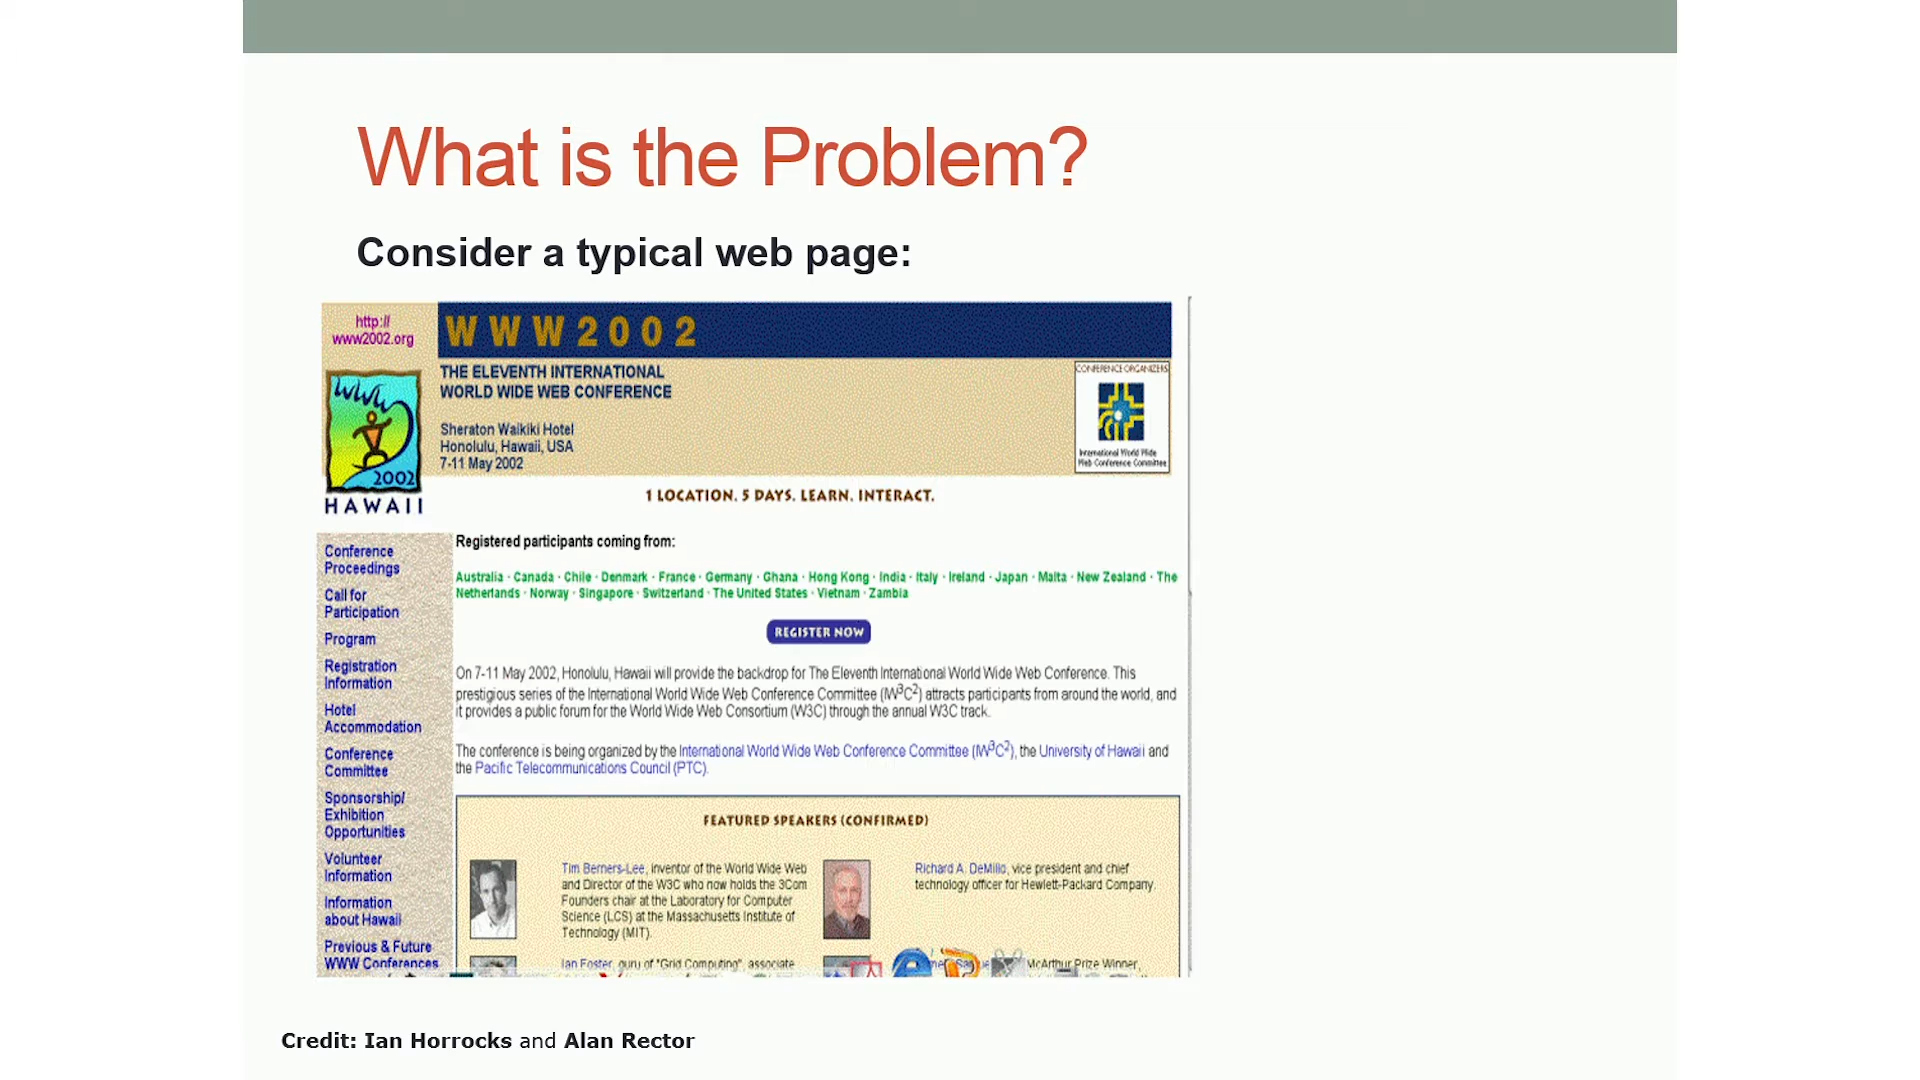 What is the Problem?
Consider a typical web page:
http://
www2002.org
WWW2002
THE ELEVENTH INTERNATIONAL
WORLD WIDE WEB CONFERENCE
Sheraton Waikiki Hotel
Honolulu, Hawaii, USA
7-11 May 2002
CONFERENCE ORGANIZERS
International World Wide
Web Conference Committee
www
2002
HAWAII
1 LOCATION. 5 DAYS. LEARN. INTERACT.
Conference
Proceedings
Call for
Participation
Program
Registration
Information
Hotel
Accommodation
Conference
Committee
Sponsorship/
Exhibition
Opportunities
Volunteer
Information
Information
about Hawaii
Previous & Future
WWW Conferences
Registered participants coming from:
Australia · Canada · Chile · Denmark · France · Germany · Ghana · Hong Kong · India · Italy · Ireland · Japan · Malta · New Zealand · The
Netherlands · Norway · Singapore · Switzerland · The United States · Vietnam · Zambia
REGISTER NOW
On 7-11 May 2002, Honolulu, Hawaii will provide the backdrop for The Eleventh International World Wide Web Conference. This
prestigious series of the International World Wide Web Conference Committee (IW³C²) attracts participants from around the world, and
it provides a public forum for the World Wide Web Consortium (W3C) through the annual W3C track.
The conference is being organized by the International World Wide Web Conference Committee (IW³C²), the University of Hawaii and
the Pacific Telecommunications Council (PTC).
FEATURED SPEAKERS (CONFIRMED)
Tim Berners-Lee, inventor of the World Wide Web
and Director of the W3C who now holds the 3Com
Founders chair at the Laboratory for Computer
Science (LCS) at the Massachusetts Institute of
Technology (MIT).
Richard A. DeMillo, vice president and chief
technology officer for Hewlett-Packard Company.
Ian Foster, guru of "Grid Computing", associate
McArthur Prize Winner,
Credit: Ian Horrocks and Alan Rector